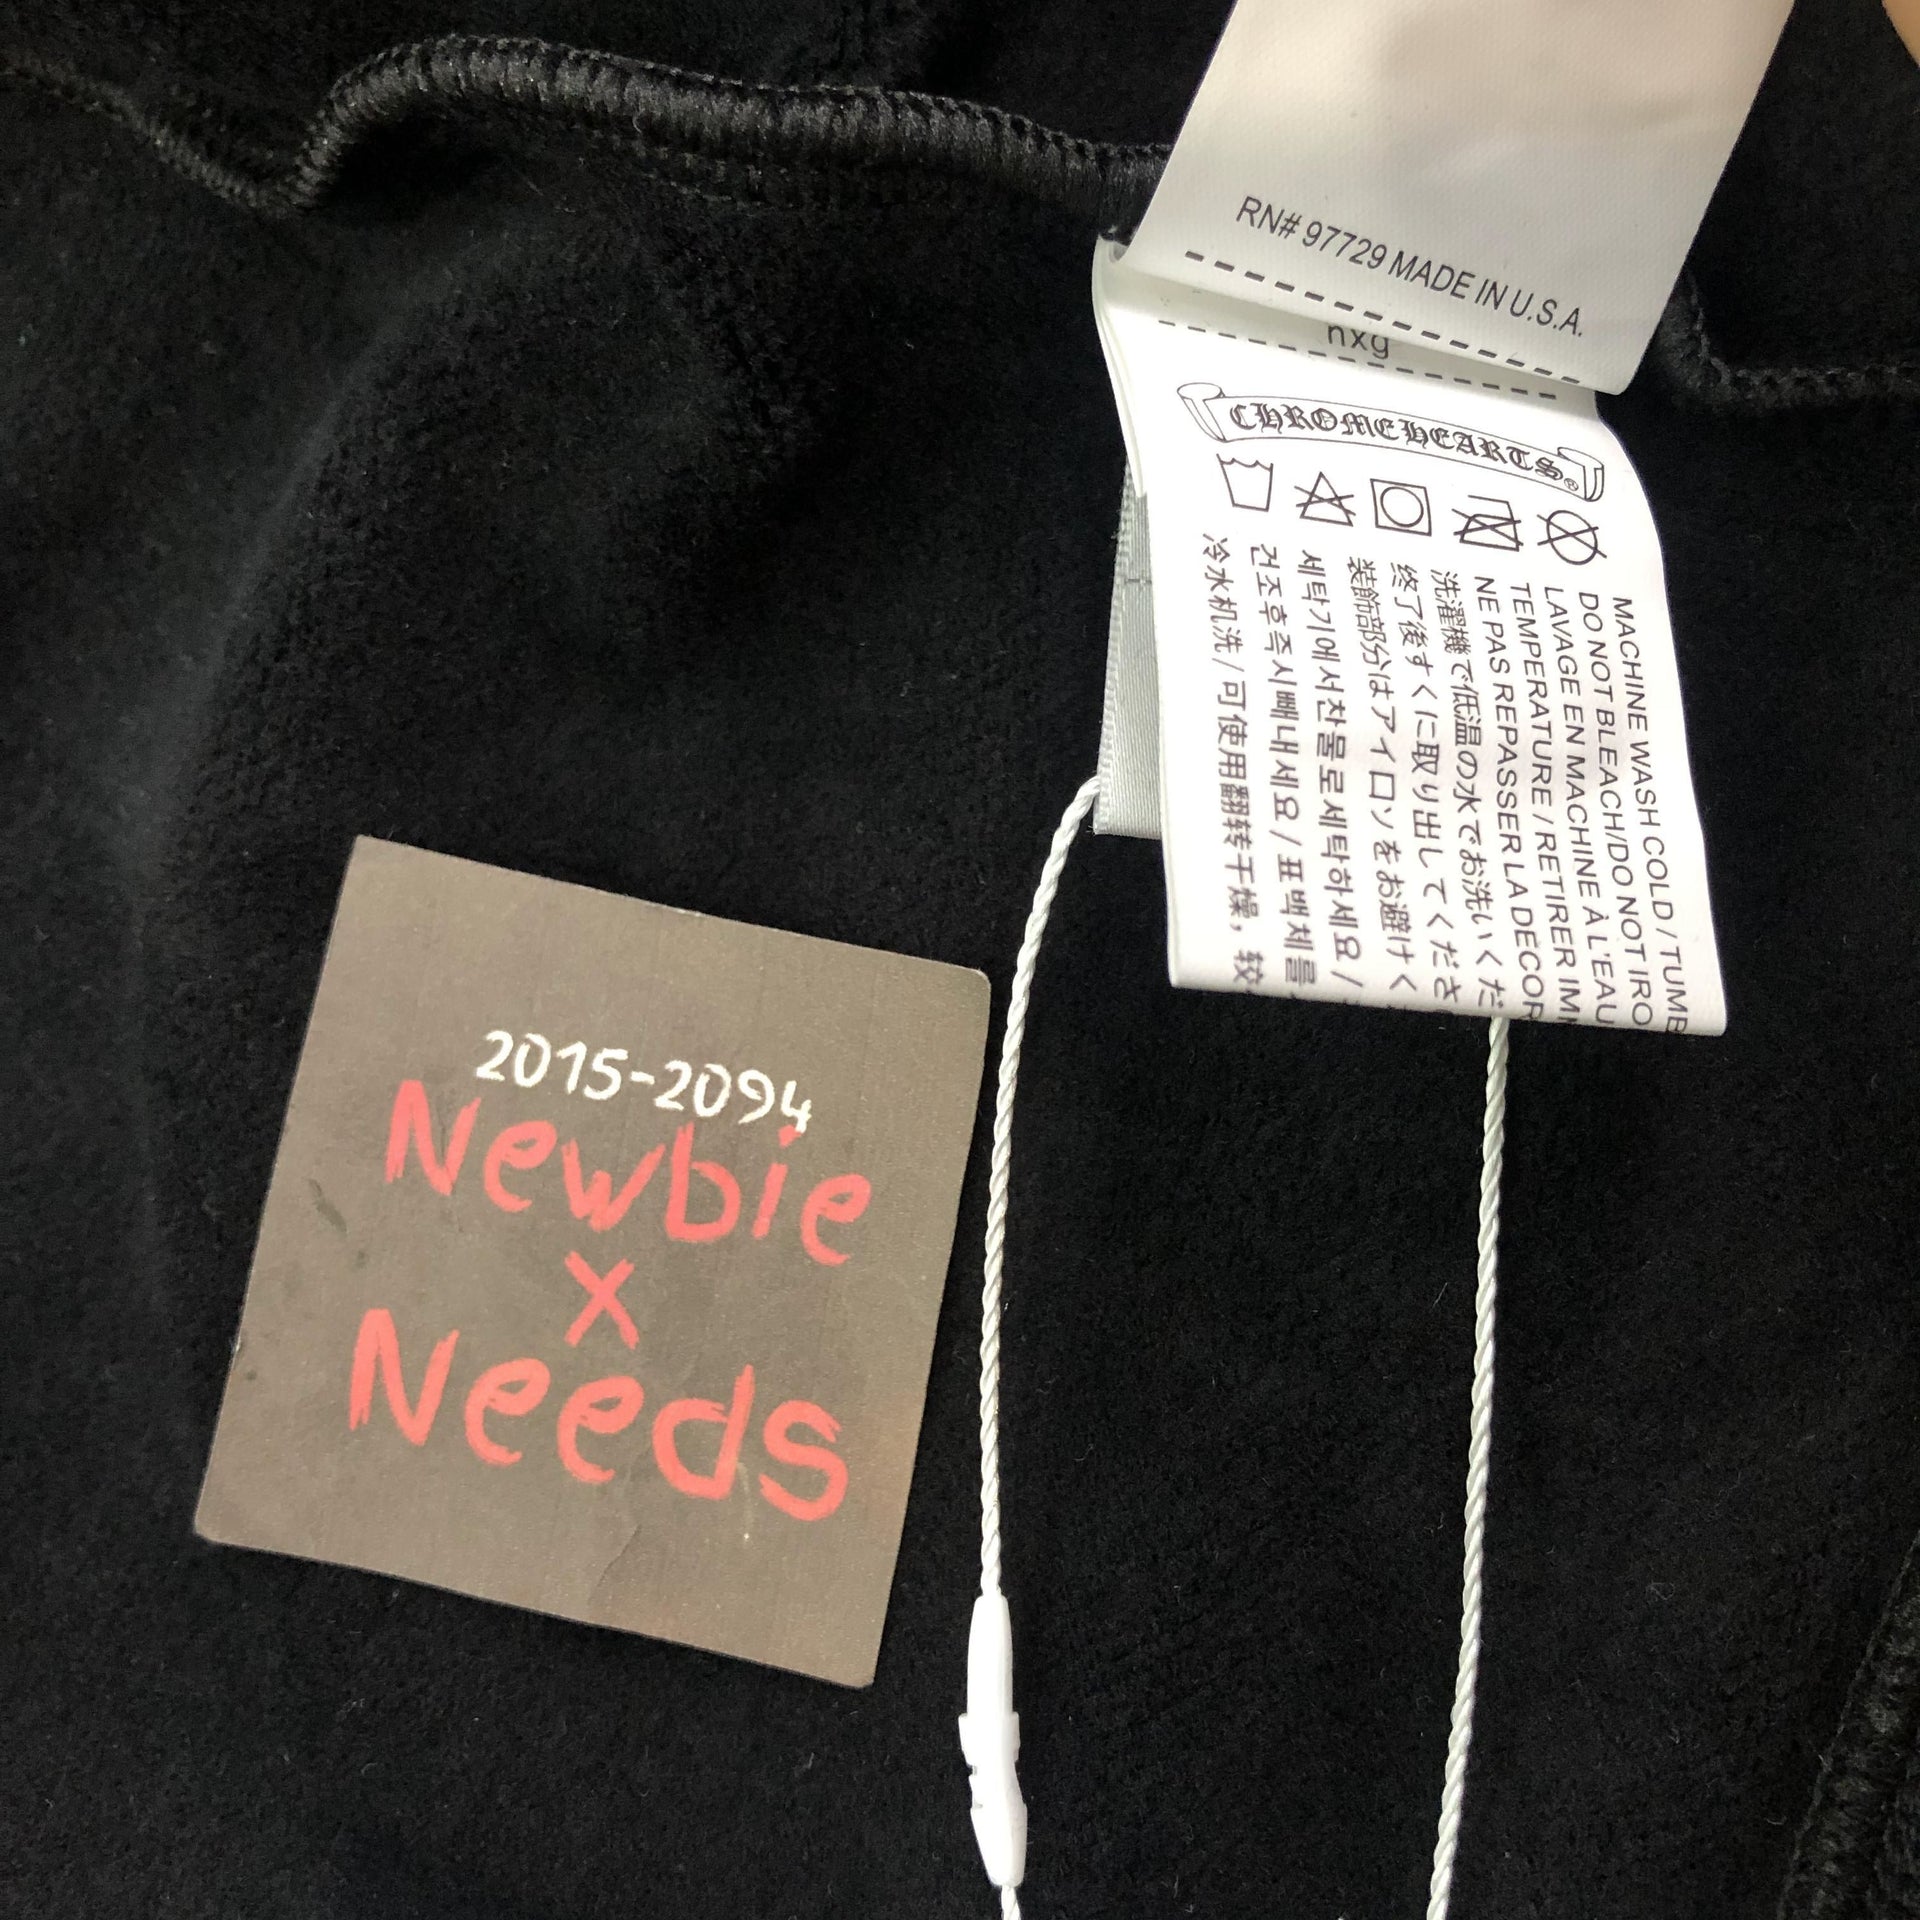 RN# 97729 MADE IN U.S.A.
nxg
CHROME HEARTS®
MACHINE WASH COLD / TUMB
DO NOT BLEACH/DO NOT IRO
LAVAGE EN MACHINE À L'EAU
TEMPERATURE / RETIRER IM
NE PAS REPASSER LA DÉCOR
洗濯機で低温の水でお洗いくだ
終了後すくに取り出してくださ
装飾部分はアイロンをお避けく
세탁기에서찬물로세탁하세요 /
건조후즉시빼내세요 / 표백제를
冷水机洗 / 可使用翻转干燥，较
2015-2094
Newbie
x
Needs